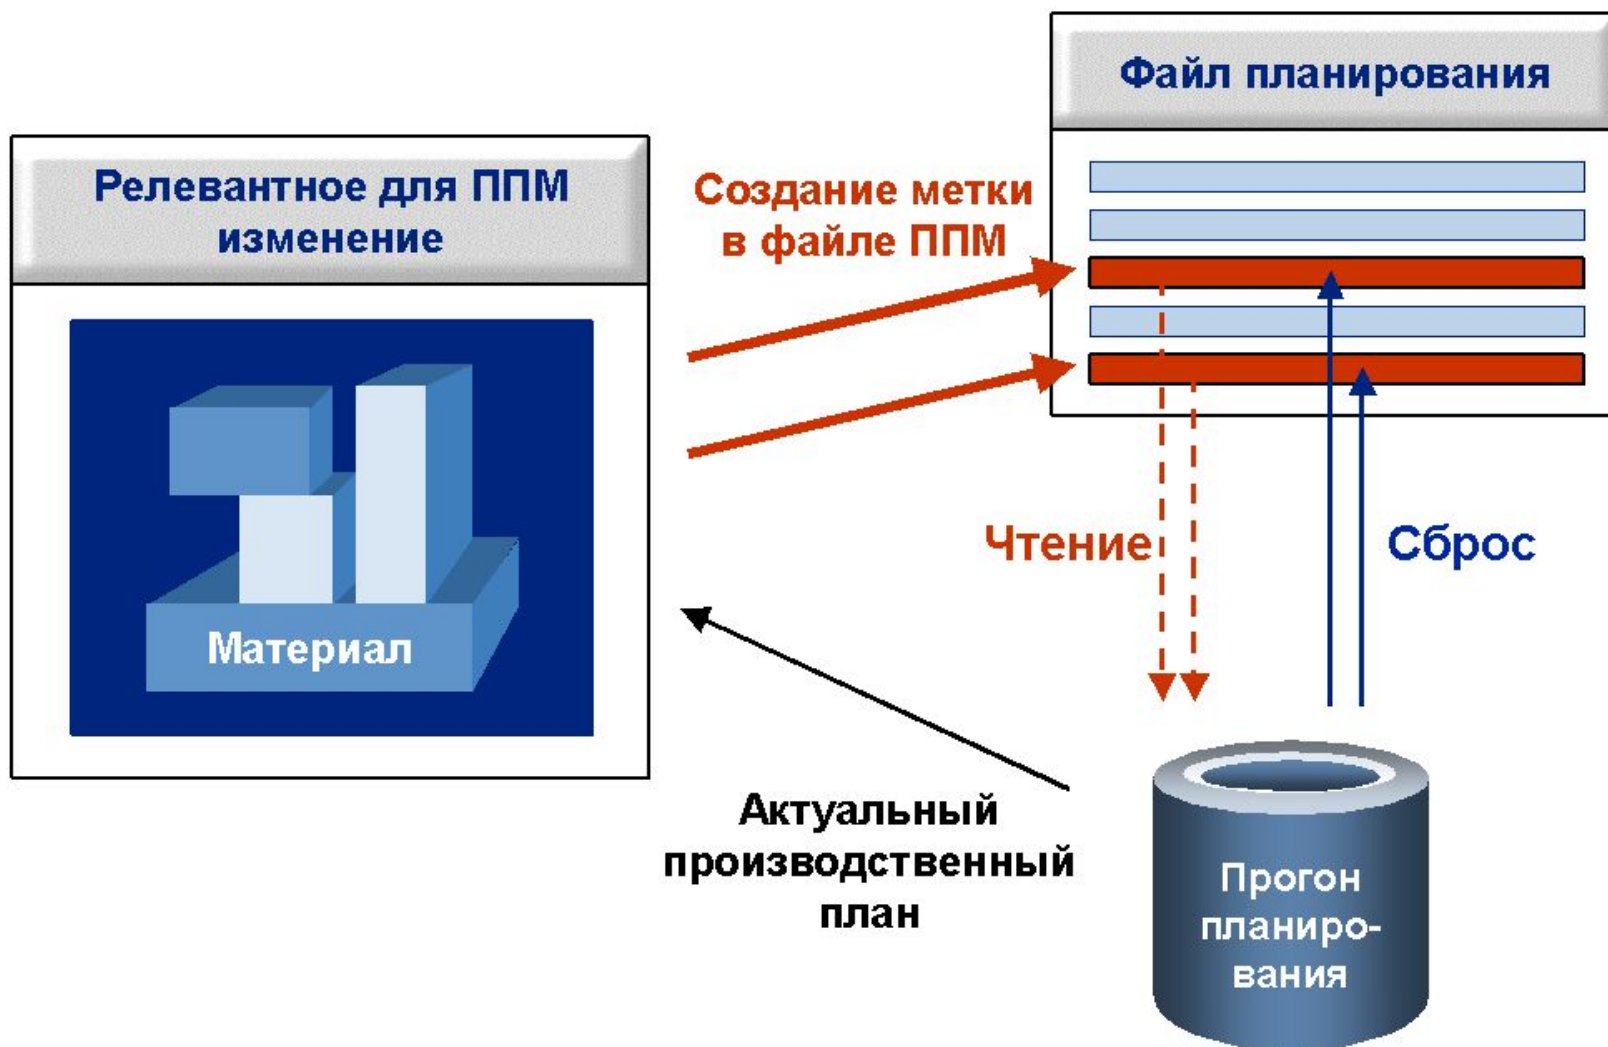 Файл планирования
Релевантное для ППМ
изменение
Создание метки
в файле ППМ
Чтение
Сброс
Материал
Актуальный
производственный
план
Прогон
планиро-
вания